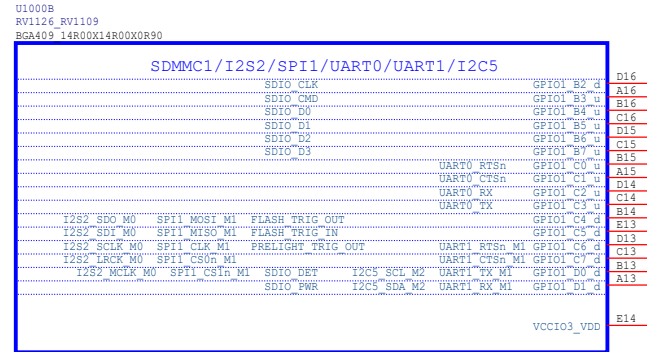 U1000B
RV1126_RV1109
BGA409_14R00X14R00X0R90
SDMMC1/I2S2/SPI1/UART0/UART1/I2C5
SDIO_CLK GPIO1_B2_d D16
SDIO_CMD GPIO1_B3_u A16
SDIO_D0 GPIO1_B4_u B16
SDIO_D1 GPIO1_B5_u C16
SDIO_D2 GPIO1_B6_u D15
SDIO_D3 GPIO1_B7_u C15
UART0_RTSn GPIO1_C0_u B15
UART0_CTSn GPIO1_C1_u A15
UART0_RX GPIO1_C2_u D14
UART0_TX GPIO1_C3_u C14
I2S2_SDO_M0 SPI1_MOSI_M1 FLASH_TRIG_OUT GPIO1_C4_d B14
I2S2_SDI_M0 SPI1_MISO_M1 FLASH_TRIG_IN GPIO1_C5_d E13
I2S2_SCLK_M0 SPI1_CLK_M1 PRELIGHT_TRIG_OUT UART1_RTSn_M1 GPIO1_C6_d D13
I2S2_LRCK_M0 SPI1_CS0n_M1 UART1_CTSn_M1 GPIO1_C7_d C13
I2S2_MCLK_M0 SPI1_CS1n_M1 SDIO_DET I2C5_SCL_M2 UART1_TX_M1 GPIO1_D0_d B13
SDIO_PWR I2C5_SDA_M2 UART1_RX_M1 GPIO1_D1_d A13
VCCIO3_VDD E14